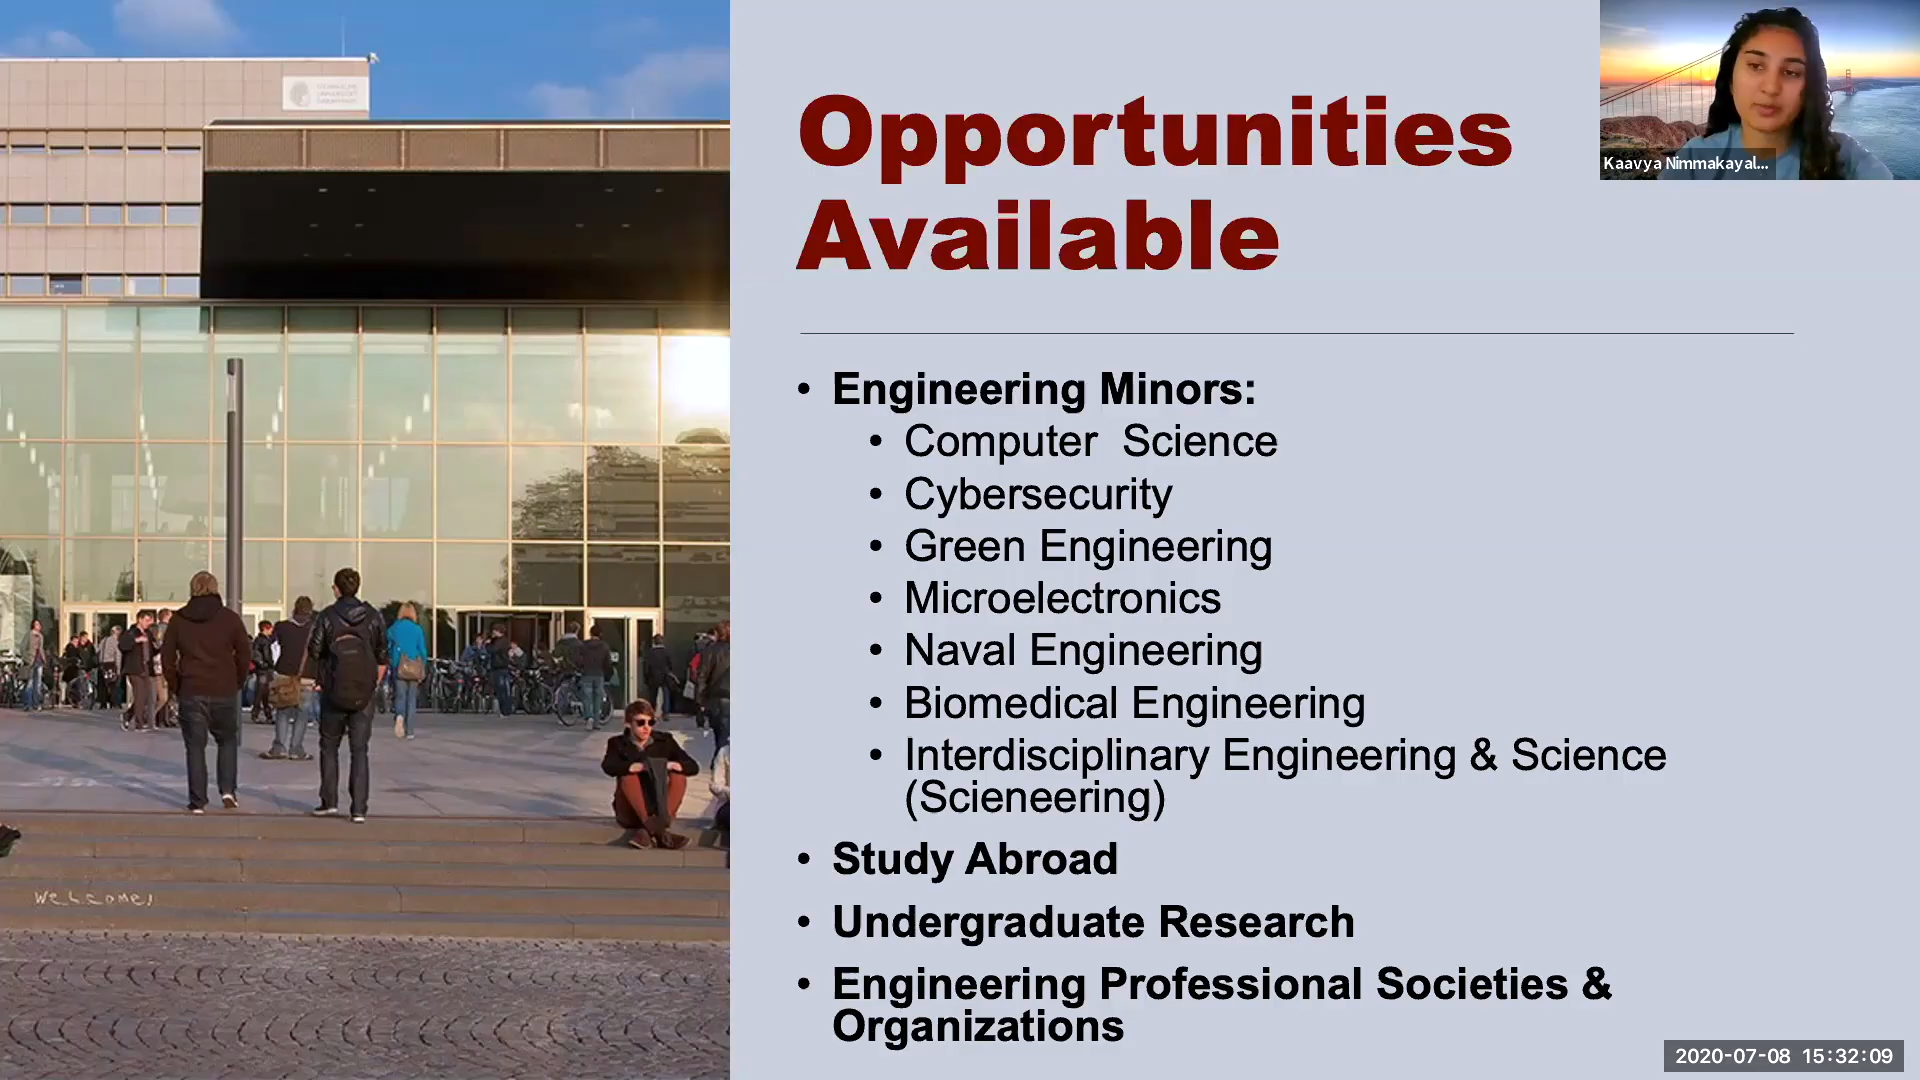 Opportunities
Available
Kaavya Nimmakayal...
• Engineering Minors:
• Computer  Science
• Cybersecurity
• Green Engineering
• Microelectronics
• Naval Engineering
• Biomedical Engineering
• Interdisciplinary Engineering & Science
(Scieneering)
• Study Abroad
• Undergraduate Research
• Engineering Professional Societies &
Organizations
Welcome!
2020-07-08 15:32:09